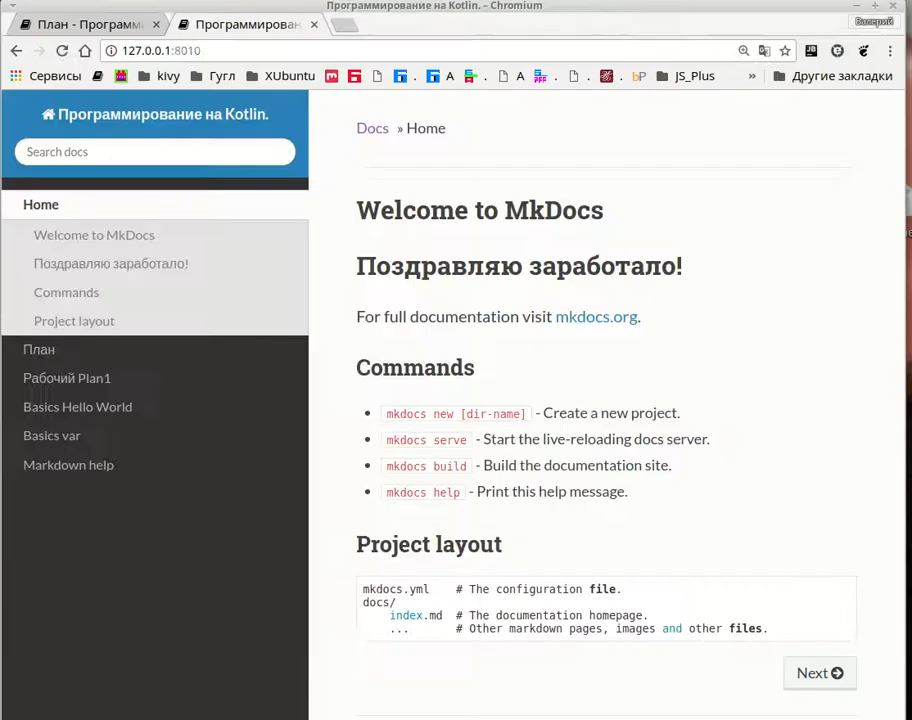 Программирование на Kotlin. – Chromium
План - Программи
Программирован
Валерий
127.0.0.1:8010
Сервисы
kivy
Гугл
XUbuntu
A
A
bP
JS_Plus
»
Другие закладки
Программирование на Kotlin.
Search docs
Home
Welcome to MkDocs
Поздравляю заработало!
Commands
Project layout
План
Рабочий Plan1
Basics Hello World
Basics var
Markdown help
Docs » Home
Welcome to MkDocs
Поздравляю заработало!
For full documentation visit mkdocs.org.
Commands
mkdocs new [dir-name] - Create a new project.
mkdocs serve - Start the live-reloading docs server.
mkdocs build - Build the documentation site.
mkdocs help - Print this help message.
Project layout
mkdocs.yml # The configuration file.
docs/
index.md # The documentation homepage.
... # Other markdown pages, images and other files.
Next